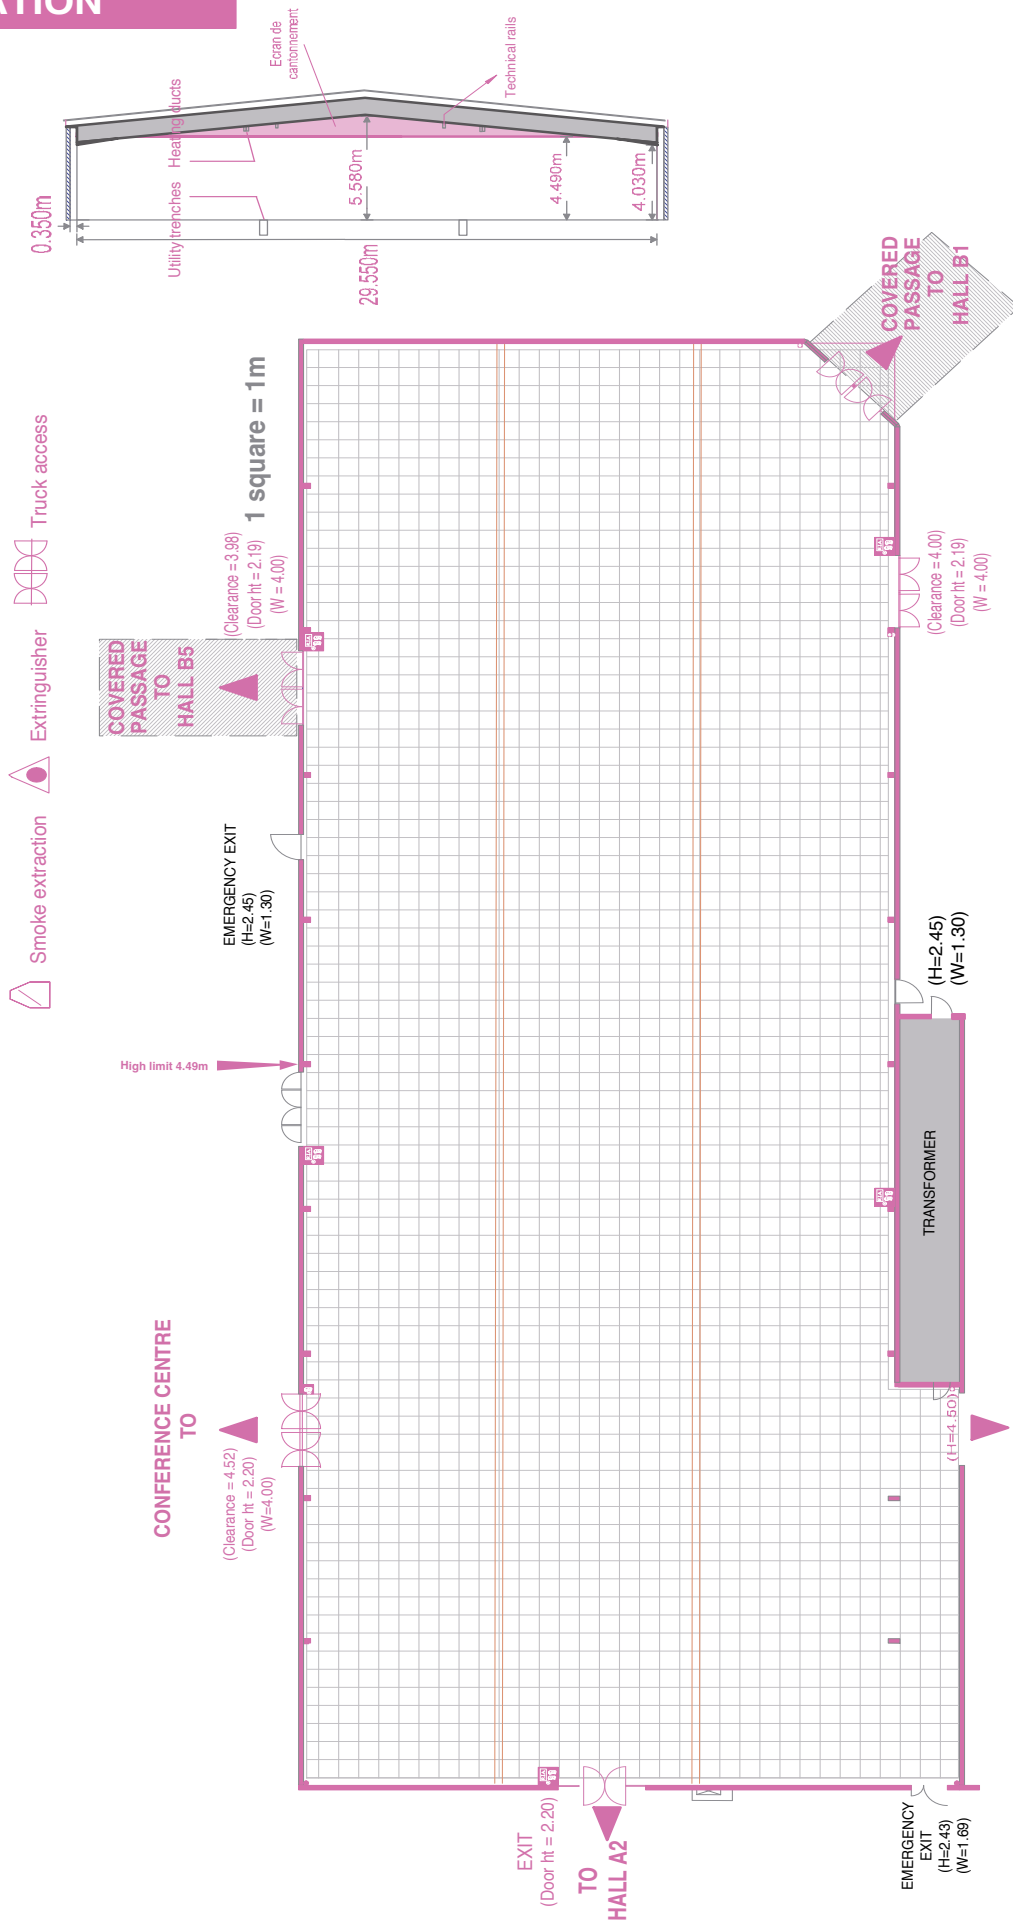 ATION
Ecran de
cantonnement
Technical rails
Heating ducts
Utility trenches
0.350m
5.580m
4.490m
4.030m
29.550m
Smoke extraction
Extringuisher
Truck access
1 square = 1m
COVERED
PASSAGE
TO
HALL B1
(Clearance = 3.98)
(Door ht = 2.19)
(W = 4.00)
COVERED
PASSAGE
TO
HALL B5
(Clearance = 4.00)
(Door ht = 2.19)
(W = 4.00)
EMERGENCY EXIT
(H=2.45)
(W=1.30)
(H=2.45)
(W=1.30)
High limit 4.49m
TRANSFORMER
CONFERENCE CENTRE
TO
(Clearance = 4.52)
(Door ht = 2.20)
(W=4.00)
(H=4.50)
EXIT
(Door ht = 2.20)
TO
HALL A2
EMERGENCY
EXIT
(H=2.43)
(W=1.69)